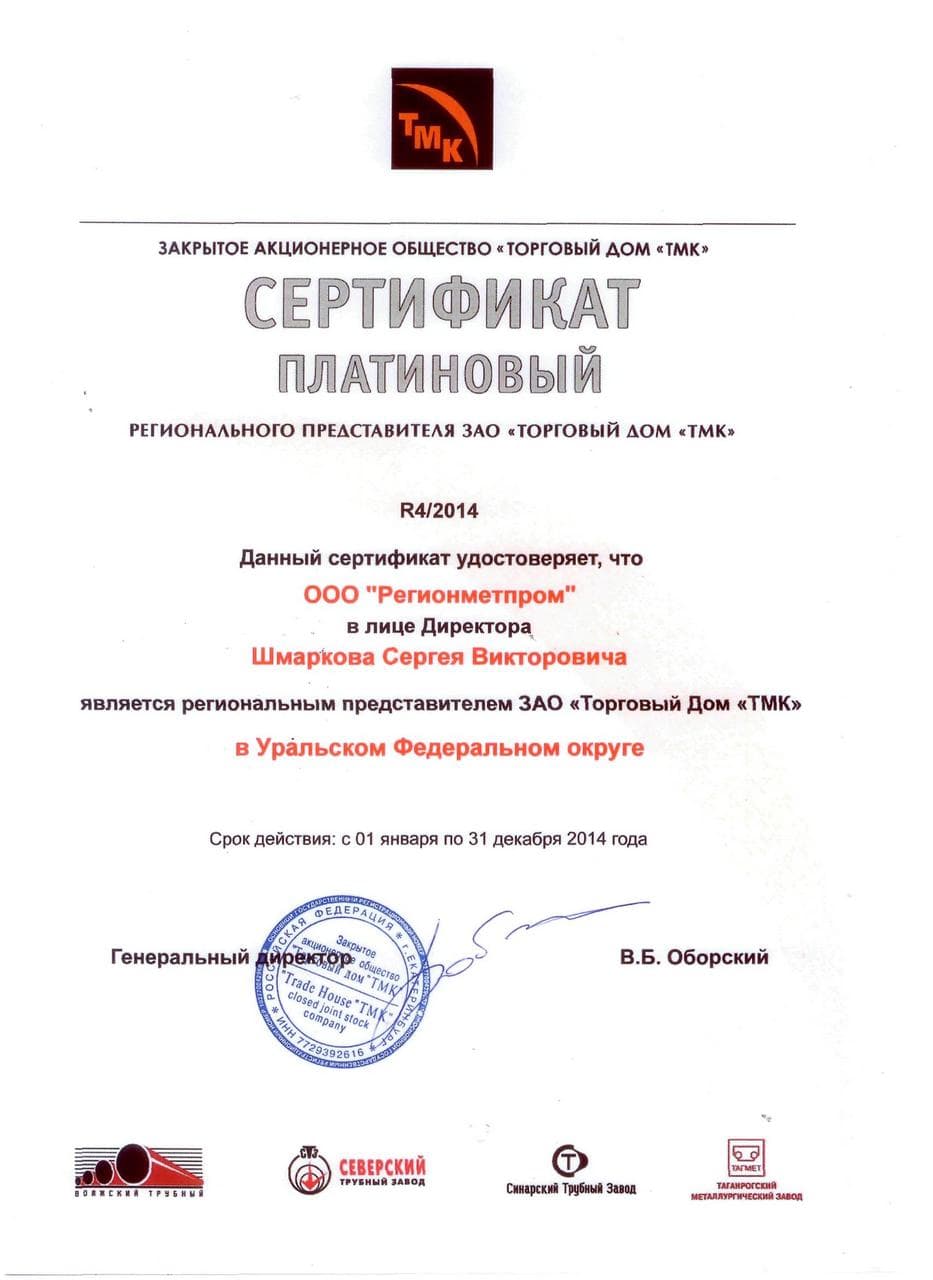 ТМК
ЗАКРЫТОЕ АКЦИОНЕРНОЕ ОБЩЕСТВО «ТОРГОВЫЙ ДОМ «ТМК»
СЕРТИФИКАТ
ПЛАТИНОВЫЙ
РЕГИОНАЛЬНОГО ПРЕДСТАВИТЕЛЯ ЗАО «ТОРГОВЫЙ ДОМ «ТМК»
R4/2014
Данный сертификат удостоверяет, что
ООО "Регионметпром"
в лице Директора
Шмаркова Сергея Викторовича
является региональным представителем ЗАО «Торговый Дом «ТМК»
в Уральском Федеральном округе
Срок действия: с 01 января по 31 декабря 2014 года
Генеральный директор
В.Б. Оборский
РОССИЙСКАЯ ФЕДЕРАЦИЯ * г.ЕКАТЕРИНБУРГ *
ИНН 7729392616 *
Закрытое
акционерное общество
"Торговый дом "ТМК"
"Trade House "TMK"
closed joint stock
company
ВОЛЖСКИЙ ТРУБНЫЙ
СТЗ
СЕВЕРСКИЙ
ТРУБНЫЙ ЗАВОД
Т
Синарский Трубный Завод
ТАГМЕТ
ТАГАНРОГСКИЙ
МЕТАЛЛУРГИЧЕСКИЙ ЗАВОД